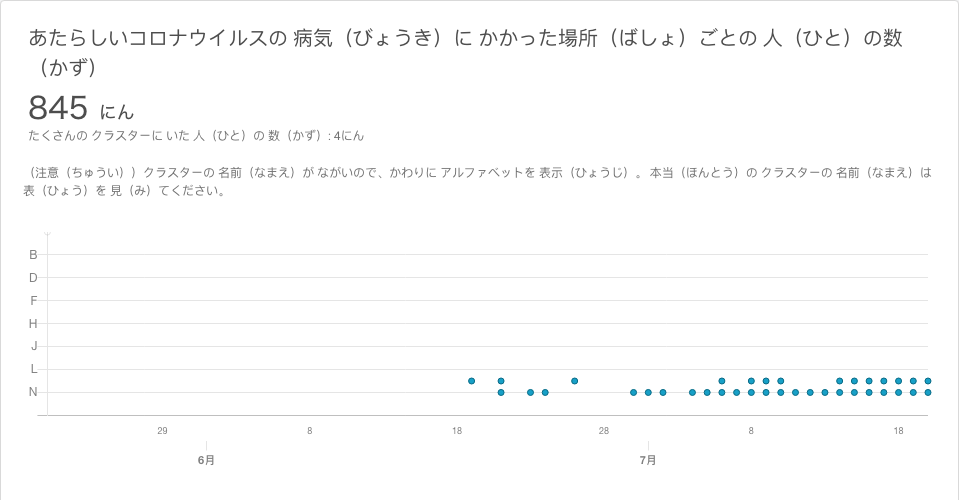 あたらしいコロナウイルスの 病気（びょうき）に かかった場所（ばしょ）ごとの 人（ひと）の数
（かず）
845 にん
たくさんの クラスターに いた 人（ひと）の 数（かず）: 4にん
（注意（ちゅうい））クラスターの 名前（なまえ）が ながいので、かわりに アルファベットを 表示（ひょうじ）。 本当（ほんとう）の クラスターの 名前（なまえ）は
表（ひょう）を 見（み）てください。
B
D
F
H
J
L
N
29 8 18 28 8 18
6月 7月